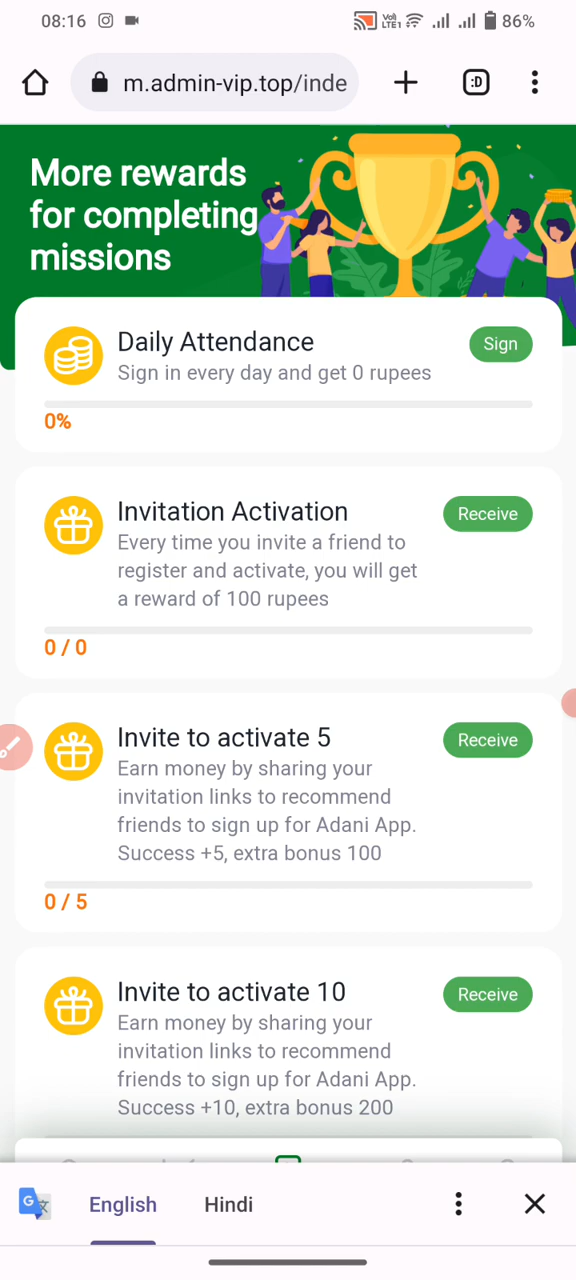 08:16 Vo) LTE1 86%
m.admin-vip.top/inde :D
More rewards
for completing
missions
Daily Attendance Sign
Sign in every day and get 0 rupees
0%
Invitation Activation Receive
Every time you invite a friend to
register and activate, you will get
a reward of 100 rupees
0 / 0
Invite to activate 5 Receive
Earn money by sharing your
invitation links to recommend
friends to sign up for Adani App.
Success +5, extra bonus 100
0 / 5
Invite to activate 10 Receive
Earn money by sharing your
invitation links to recommend
friends to sign up for Adani App.
Success +10, extra bonus 200
G English Hindi